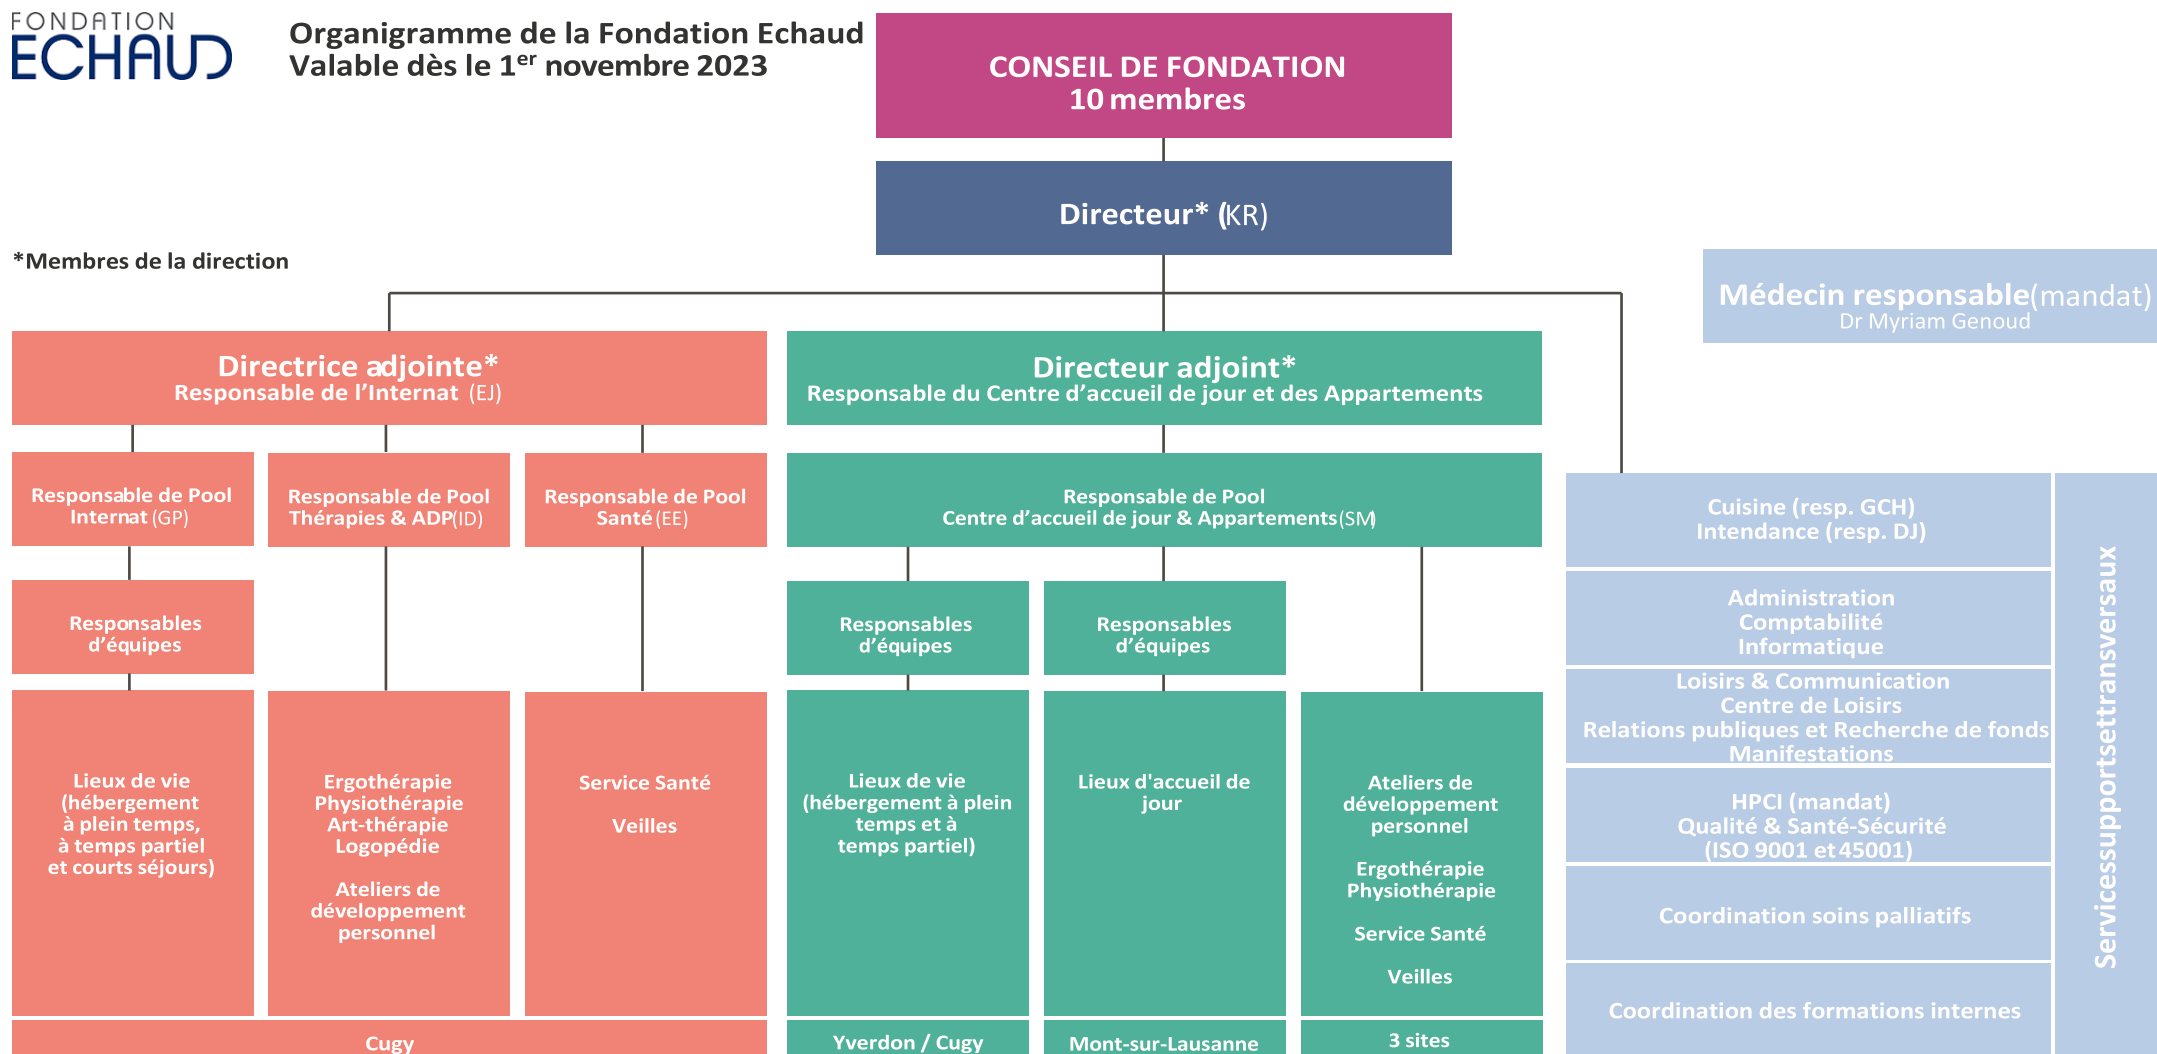 FONDATION
ECHAUD
Organigramme de la Fondation Echaud
Valable dès le 1er novembre 2023
CONSEIL DE FONDATION
10 membres
Directeur* (KR)
*Membres de la direction
Médecin responsable(mandat)
Dr Myriam Genoud
Directrice adjointe*
Responsable de l’Internat (EJ)
Directeur adjoint*
Responsable du Centre d’accueil de jour et des Appartements
Responsable de Pool
Internat (GP)
Responsable de Pool
Thérapies & ADP(ID)
Responsable de Pool
Santé (EE)
Responsable de Pool
Centre d’accueil de jour & Appartements(SM)
Responsables
d’équipes
Responsables
d’équipes
Responsables
d’équipes
Lieux de vie
(hébergement
à plein temps,
à temps partiel
et courts séjours)
Ergothérapie
Physiothérapie
Art-thérapie
Logopédie
Ateliers de
développement
personnel
Service Santé
Veilles
Lieux de vie
(hébergement à plein
temps et à
temps partiel)
Lieux d'accueil de
jour
Ateliers de
développement
personnel
Ergothérapie
Physiothérapie
Service Santé
Veilles
Cugy
Yverdon / Cugy
Mont-sur-Lausanne
3 sites
Cuisine (resp. GCH)
Intendance (resp. DJ)
Administration
Comptabilité
Informatique
Loisirs & Communication
Centre de Loisirs
Relations publiques et Recherche de fonds
Manifestations
HPCI (mandat)
Qualité & Santé-Sécurité
(ISO 9001 et 45001)
Coordination soins palliatifs
Coordination des formations internes
Servicessupportsettransversaux